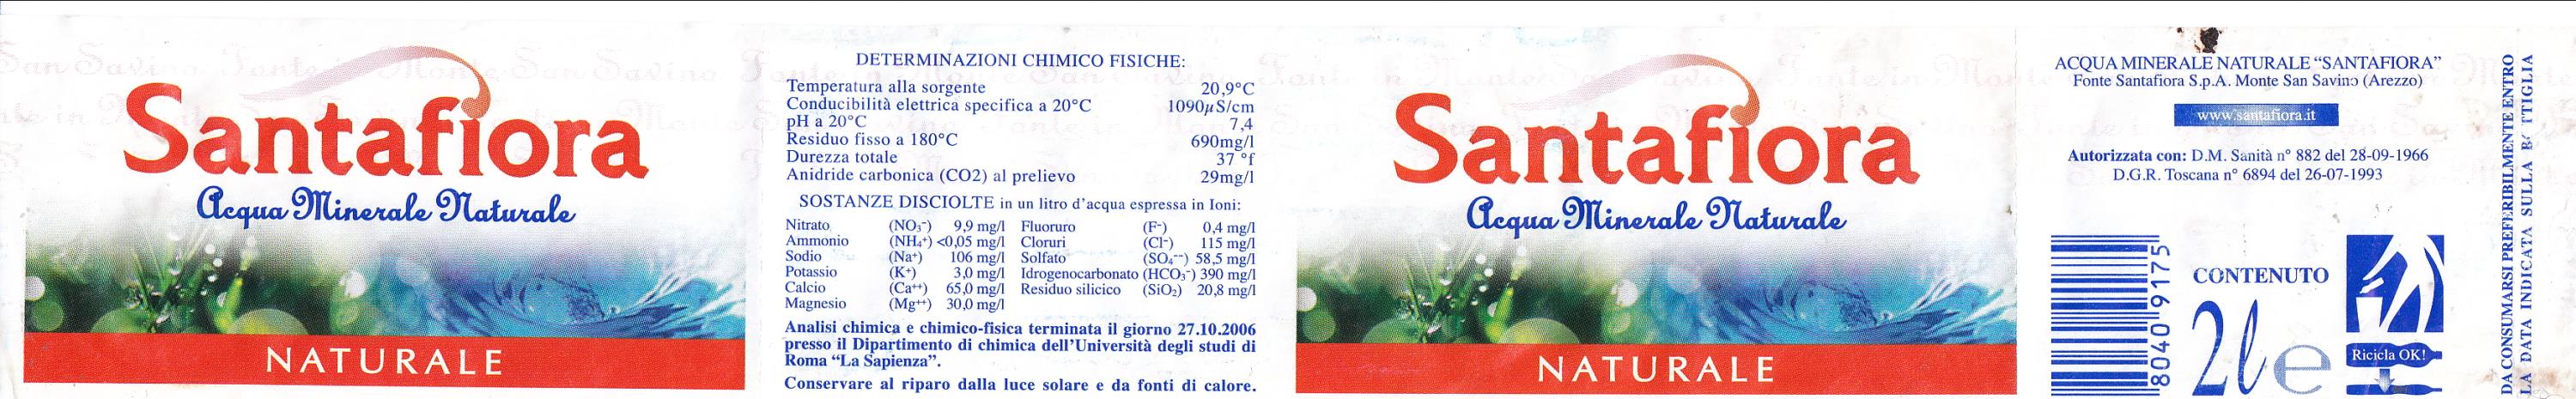 Santafiora
Acqua Minerale Naturale
NATURALE
DETERMINAZIONI CHIMICO FISICHE:
Temperatura alla sorgente 20,9°C
Conducibilità elettrica specifica a 20°C 1090µS/cm
pH a 20°C 7,4
Residuo fisso a 180°C 690mg/l
Durezza totale 37 °f
Anidride carbonica (CO2) al prelievo 29mg/l
SOSTANZE DISCIOLTE in un litro d'acqua espressa in Ioni:
Nitrato (NO₃⁻) 9,9 mg/l Fluoruro (F⁻) 0,4 mg/l
Ammonio (NH₄⁺) <0,05 mg/l Cloruri (Cl⁻) 115 mg/l
Sodio (Na⁺) 106 mg/l Solfato (SO₄⁻⁻) 58,5 mg/l
Potassio (K⁺) 3,0 mg/l Idrogenocarbonato (HCO₃⁻) 390 mg/l
Calcio (Ca⁺⁺) 65,0 mg/l Residuo silicico (SiO₂) 20,8 mg/l
Magnesio (Mg⁺⁺) 30,0 mg/l
Analisi chimica e chimico-fisica terminata il giorno 27.10.2006
presso il Dipartimento di chimica dell'Università degli studi di
Roma “La Sapienza”.
Conservare al riparo dalla luce solare e da fonti di calore.
Santafiora
Acqua Minerale Naturale
NATURALE
ACQUA MINERALE NATURALE “SANTAFIORA”
Fonte Santafiora S.p.A. Monte San Savino (Arezzo)
www.santafiora.it
Autorizzata con: D.M. Sanità n° 882 del 28-09-1966
D.G.R. Toscana n° 6894 del 26-07-1993
80409175
CONTENUTO
2l e
Ricicla OK!
DA CONSUMARSI PREFERIBILMENTE ENTRO
LA DATA INDICATA SULLA